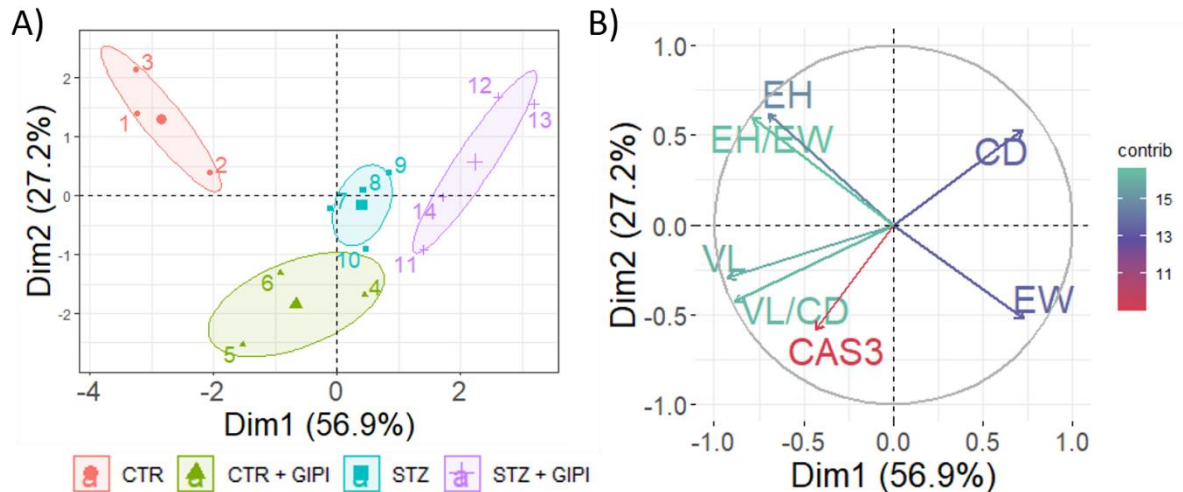 A)
2
1
0
-1
-2
Dim2 (27.2%)
3
1
2
12
13
9
8
7
14
10
11
6
4
5
-4
-2
0
2
Dim1 (56.9%)
a CTR
a CTR + GIPI
a STZ
a STZ + GIPI
B)
1.0
0.5
0.0
-0.5
-1.0
Dim2 (27.2%)
EH
EH/EW
CD
VL
VL/CD
EW
CAS3
-1.0
-0.5
0.0
0.5
1.0
Dim1 (56.9%)
contrib
15
13
11